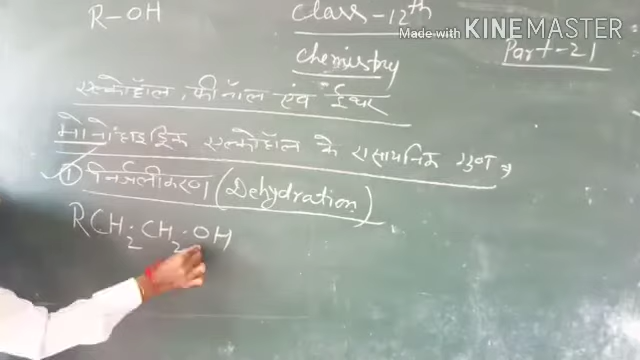 R-OH
Class-12th
Made with KINEMASTER
Chemistry
Part-21
एल्कोहॉल, फीनॉल एवं ईथर
मोनोहाइड्रिक एल्कोहॉल के रासायनिक गुण →
① निर्जलीकरण (Dehydration)
RCH₂CH₂OH